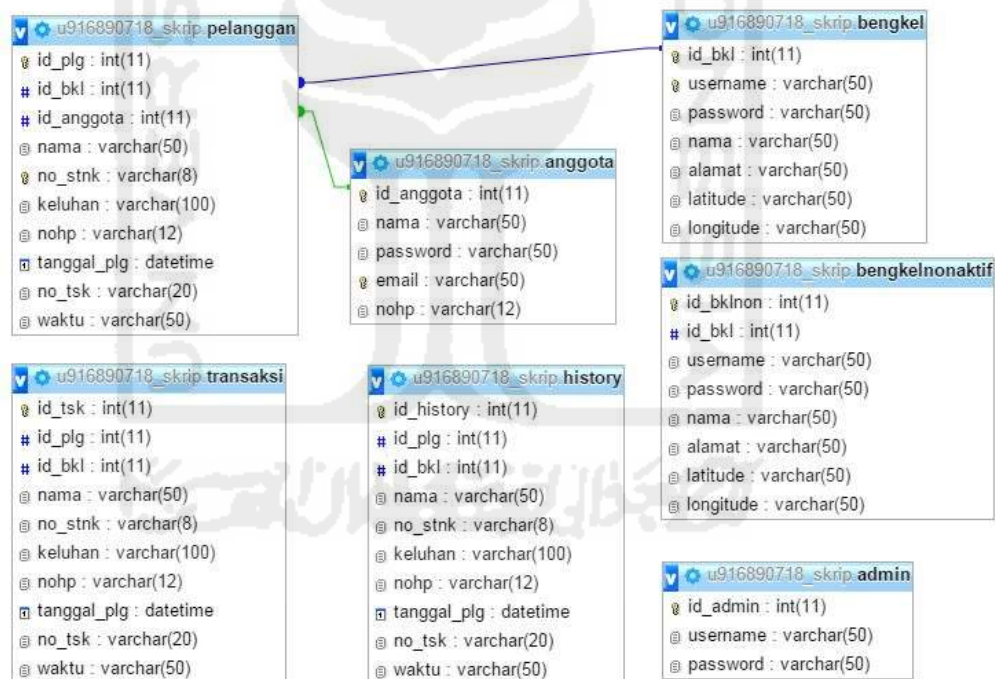 u916890718_skrip pelanggan
id_plg : int(11)
id_bkl : int(11)
id_anggota : int(11)
nama : varchar(50)
no_stnk : varchar(8)
keluhan : varchar(100)
nohp : varchar(12)
tanggal_plg : datetime
no_tsk : varchar(20)
waktu : varchar(50)
u916890718_skrip anggota
id_anggota : int(11)
nama : varchar(50)
password : varchar(50)
email : varchar(50)
nohp : varchar(12)
u916890718_skrip bengkel
id_bkl : int(11)
username : varchar(50)
password : varchar(50)
nama : varchar(50)
alamat : varchar(50)
latitude : varchar(50)
longitude : varchar(50)
u916890718_skrip bengkelnonaktif
id_bklnon : int(11)
id_bkl : int(11)
username : varchar(50)
password : varchar(50)
nama : varchar(50)
alamat : varchar(50)
latitude : varchar(50)
longitude : varchar(50)
u916890718_skrip transaksi
id_tsk : int(11)
id_plg : int(11)
id_bkl : int(11)
nama : varchar(50)
no_stnk : varchar(8)
keluhan : varchar(100)
nohp : varchar(12)
tanggal_plg : datetime
no_tsk : varchar(20)
waktu : varchar(50)
u916890718_skrip history
id_history : int(11)
id_plg : int(11)
id_bkl : int(11)
nama : varchar(50)
no_stnk : varchar(8)
keluhan : varchar(100)
nohp : varchar(12)
tanggal_plg : datetime
no_tsk : varchar(20)
waktu : varchar(50)
u916890718_skrip admin
id_admin : int(11)
username : varchar(50)
password : varchar(50)